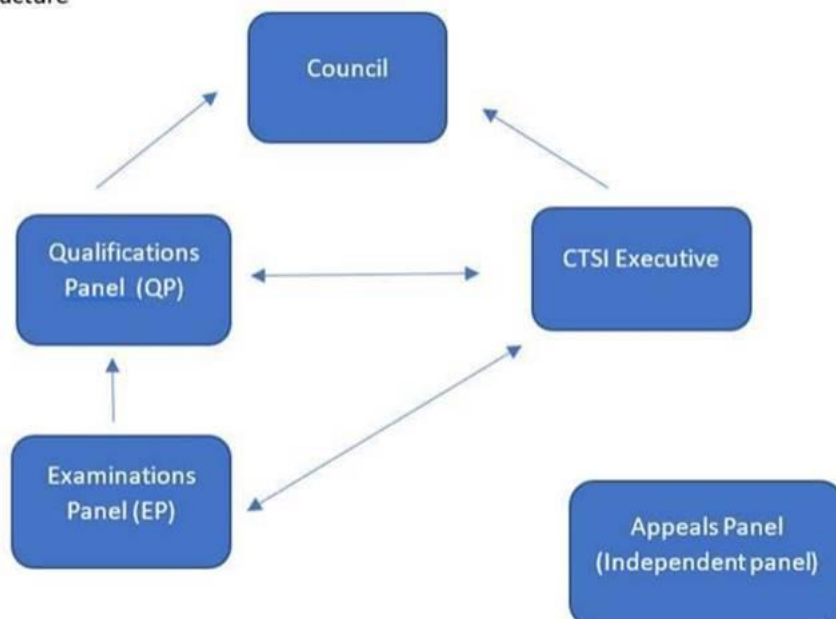 Council
Qualifications
Panel (QP)
CTSI Executive
Examinations
Panel (EP)
Appeals Panel
(Independent panel)